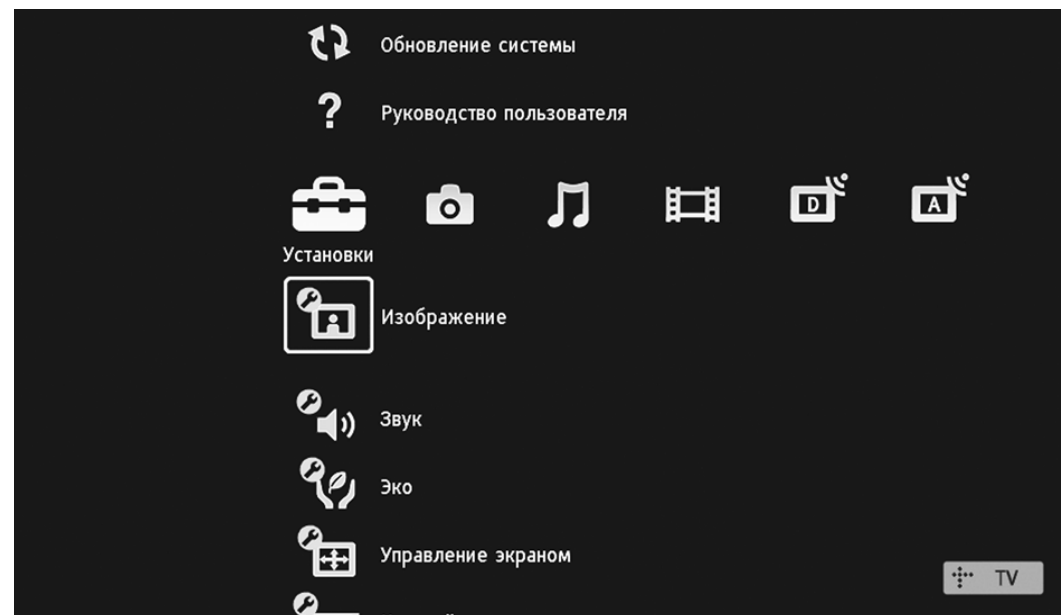 Обновление системы
Руководство пользователя
D
A
Установки
Изображение
Звук
Эко
Управление экраном
TV